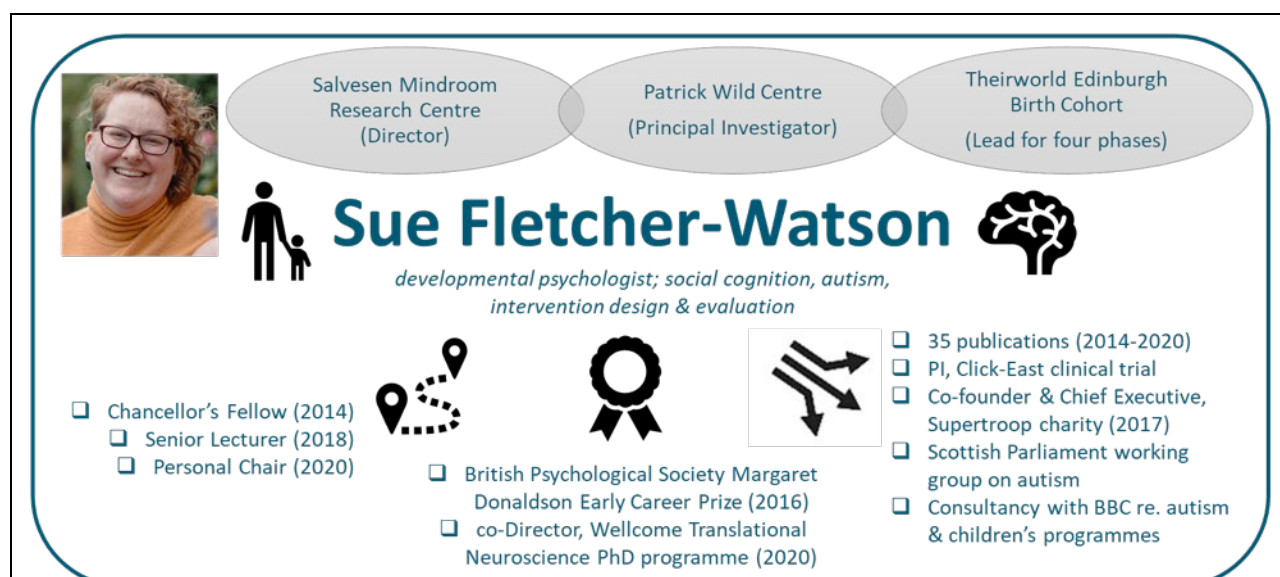 Salvesen Mindroom
Research Centre
(Director)
Patrick Wild Centre
(Principal Investigator)
Theirworld Edinburgh
Birth Cohort
(Lead for four phases)
Sue Fletcher-Watson
developmental psychologist; social cognition, autism,
intervention design & evaluation
❑ Chancellor's Fellow (2014)
❑ Senior Lecturer (2018)
❑ Personal Chair (2020)
❑ British Psychological Society Margaret
Donaldson Early Career Prize (2016)
❑ co-Director, Wellcome Translational
Neuroscience PhD programme (2020)
❑ 35 publications (2014-2020)
❑ PI, Click-East clinical trial
❑ Co-founder & Chief Executive,
Supertroop charity (2017)
❑ Scottish Parliament working
group on autism
❑ Consultancy with BBC re. autism
& children's programmes